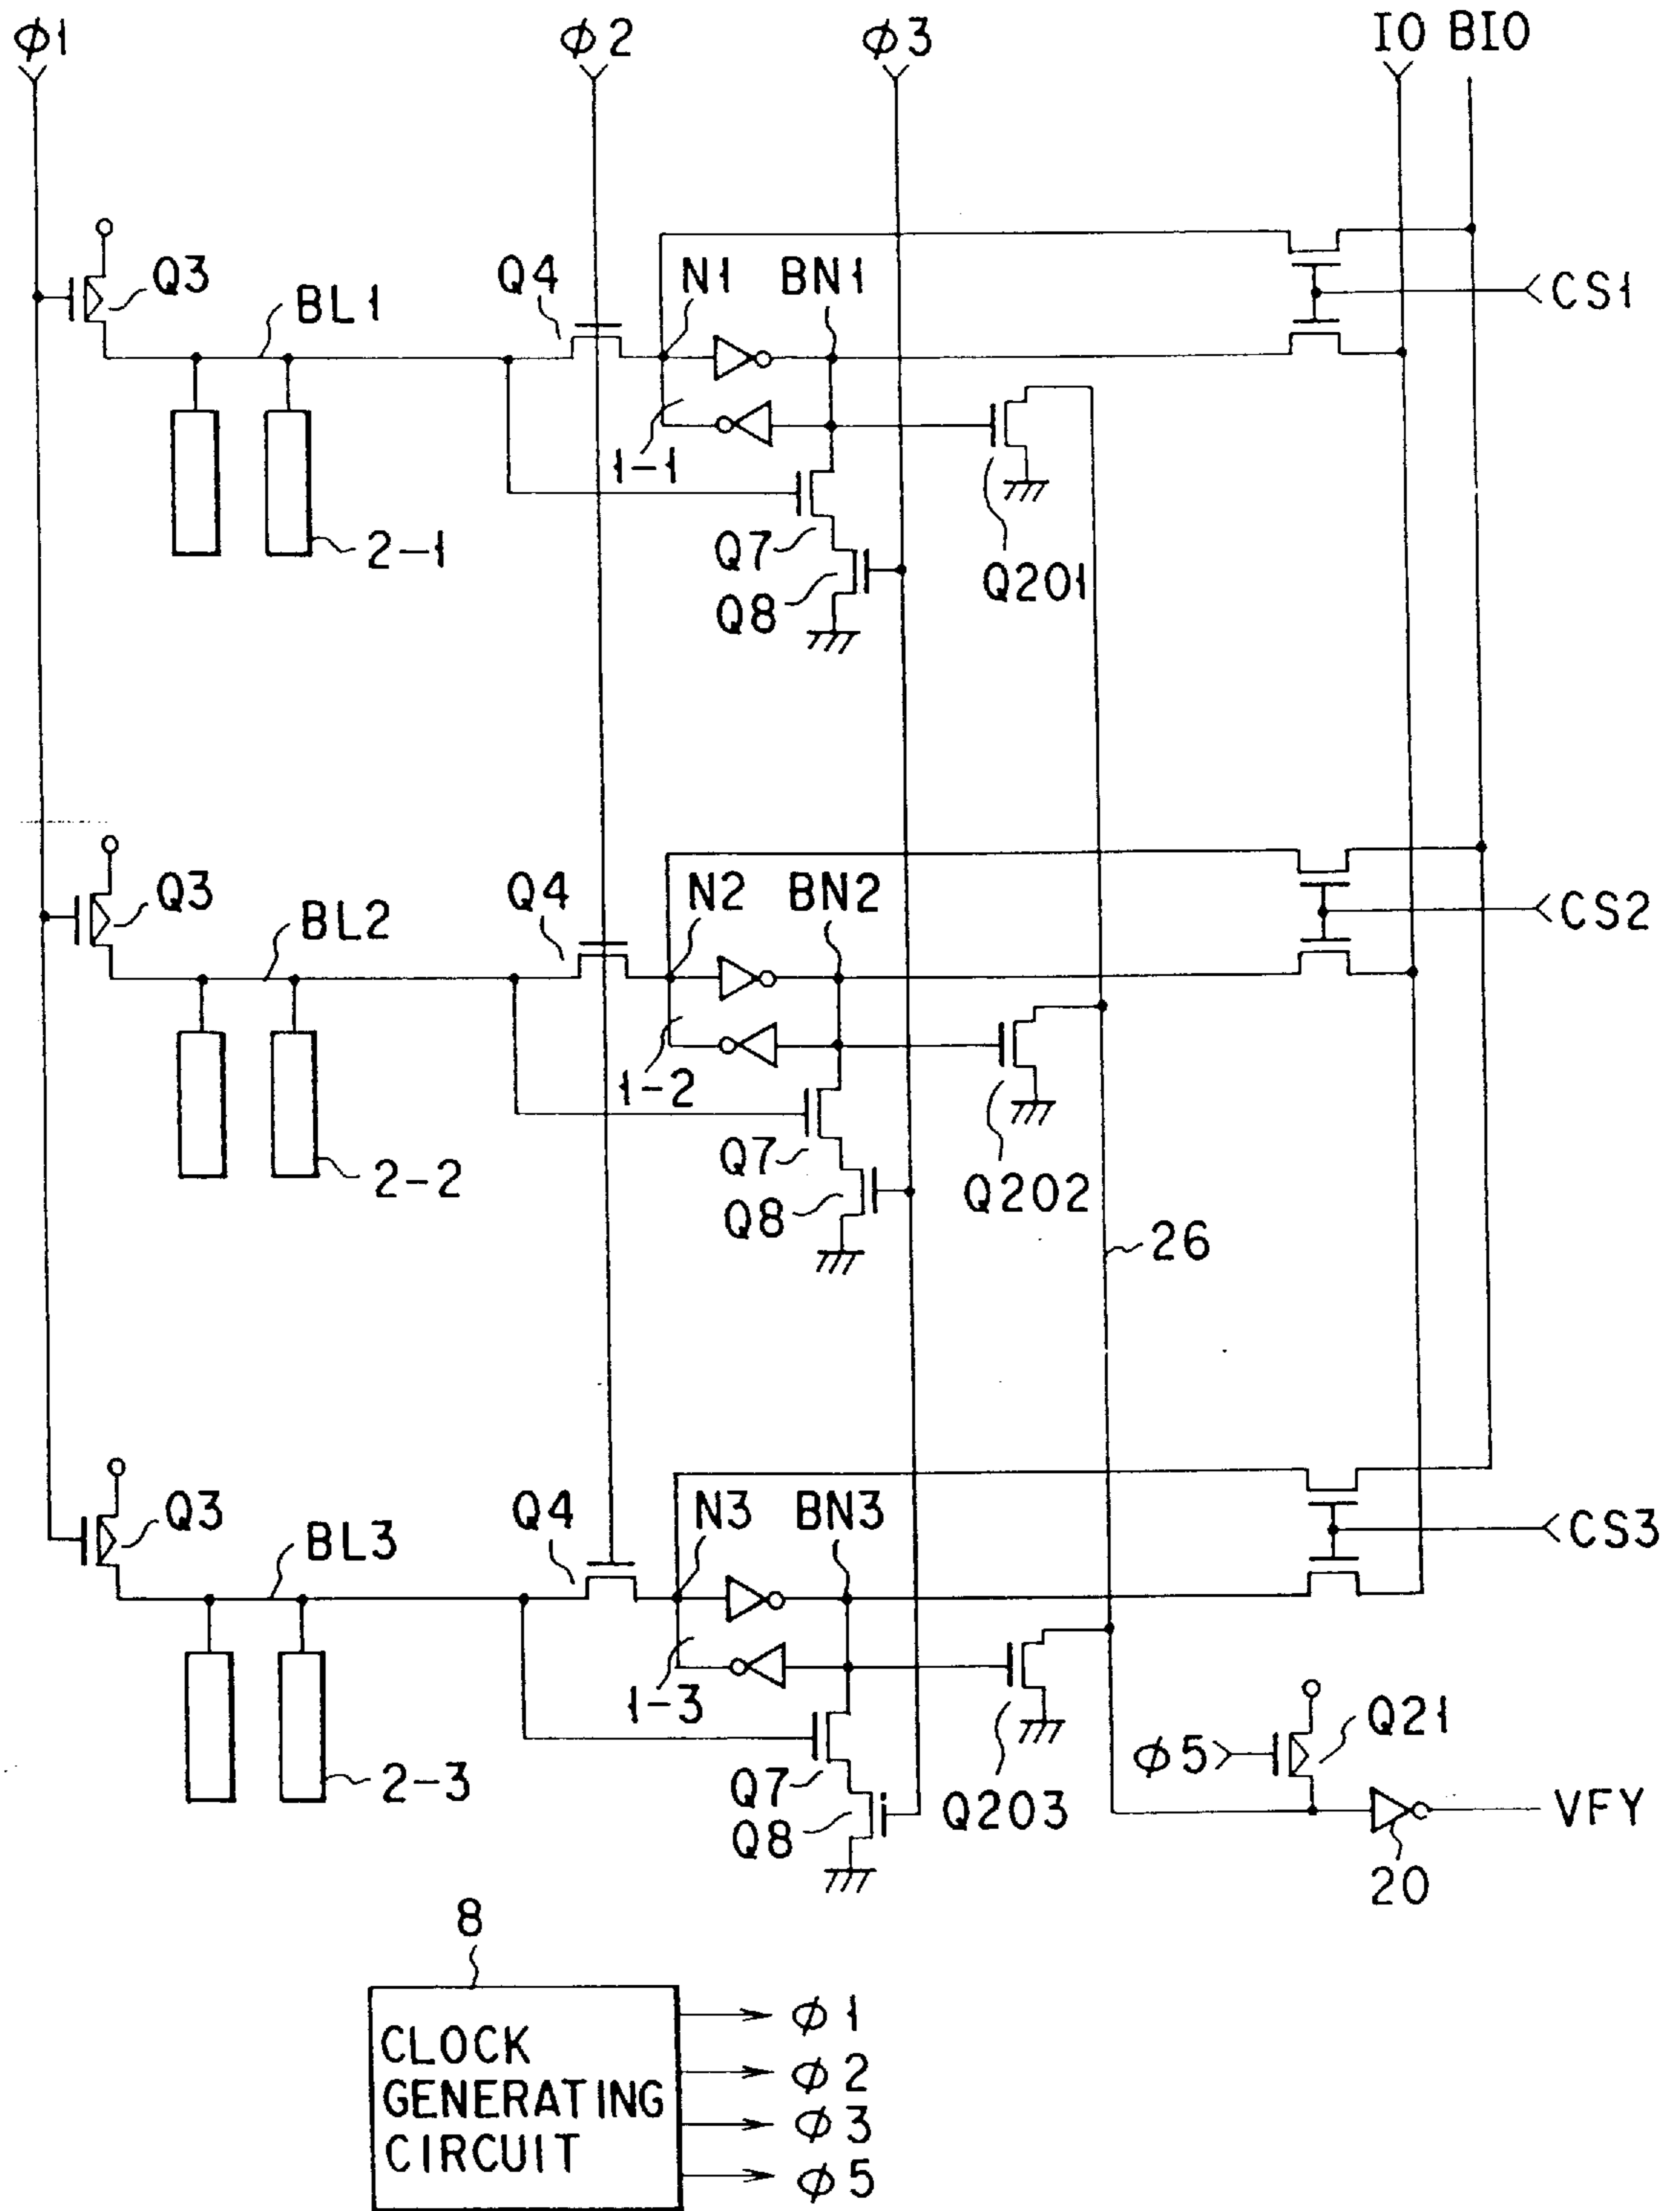 φ1 φ2 φ3 IO BIO
Q3 BL1 Q4 N1 BN1 CS1
1-1
2-1 Q7 Q201
Q8
Q3 BL2 Q4 N2 BN2 CS2
1-2
2-2 Q7 Q202
Q8 26
Q3 BL3 Q4 N3 BN3 CS3
1-3 Q21
φ5
2-3 Q7 Q203 VFY
Q8
20
8
CLOCK
GENERATING
CIRCUIT
φ1
φ2
φ3
φ5